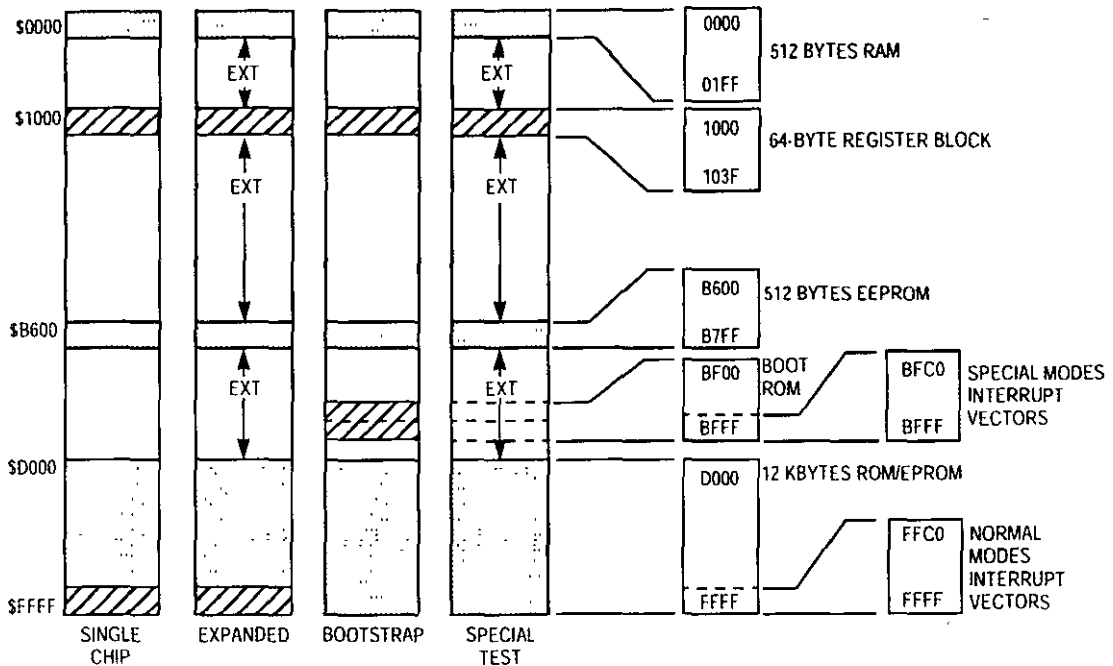 $0000
EXT
EXT
0000
01FF
512 BYTES RAM
$1000
1000
103F
64-BYTE REGISTER BLOCK
EXT
EXT
$B600
B600
B7FF
512 BYTES EEPROM
EXT
EXT
BF00
BFFF
BOOT
ROM
BFC0
BFFF
SPECIAL MODES
INTERRUPT
VECTORS
$D000
D000
FFFF
12 KBYTES ROM/EPROM
FFC0
FFFF
NORMAL
MODES
INTERRUPT
VECTORS
$FFFF
SINGLE
CHIP
EXPANDED
BOOTSTRAP
SPECIAL
TEST